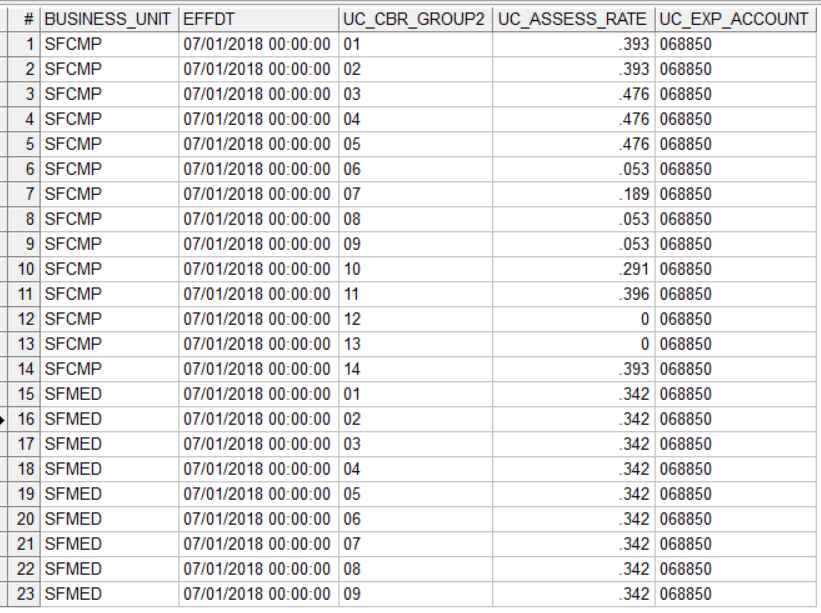 # BUSINESS_UNIT EFFDT UC_CBR_GROUP2 UC_ASSESS_RATE UC_EXP_ACCOUNT
1 SFCMP 07/01/2018 00:00:00 01 .393 068850
2 SFCMP 07/01/2018 00:00:00 02 .393 068850
3 SFCMP 07/01/2018 00:00:00 03 .476 068850
4 SFCMP 07/01/2018 00:00:00 04 .476 068850
5 SFCMP 07/01/2018 00:00:00 05 .476 068850
6 SFCMP 07/01/2018 00:00:00 06 .053 068850
7 SFCMP 07/01/2018 00:00:00 07 .189 068850
8 SFCMP 07/01/2018 00:00:00 08 .053 068850
9 SFCMP 07/01/2018 00:00:00 09 .053 068850
10 SFCMP 07/01/2018 00:00:00 10 .291 068850
11 SFCMP 07/01/2018 00:00:00 11 .396 068850
12 SFCMP 07/01/2018 00:00:00 12 0 068850
13 SFCMP 07/01/2018 00:00:00 13 0 068850
14 SFCMP 07/01/2018 00:00:00 14 .393 068850
15 SFMED 07/01/2018 00:00:00 01 .342 068850
16 SFMED 07/01/2018 00:00:00 02 .342 068850
17 SFMED 07/01/2018 00:00:00 03 .342 068850
18 SFMED 07/01/2018 00:00:00 04 .342 068850
19 SFMED 07/01/2018 00:00:00 05 .342 068850
20 SFMED 07/01/2018 00:00:00 06 .342 068850
21 SFMED 07/01/2018 00:00:00 07 .342 068850
22 SFMED 07/01/2018 00:00:00 08 .342 068850
23 SFMED 07/01/2018 00:00:00 09 .342 068850